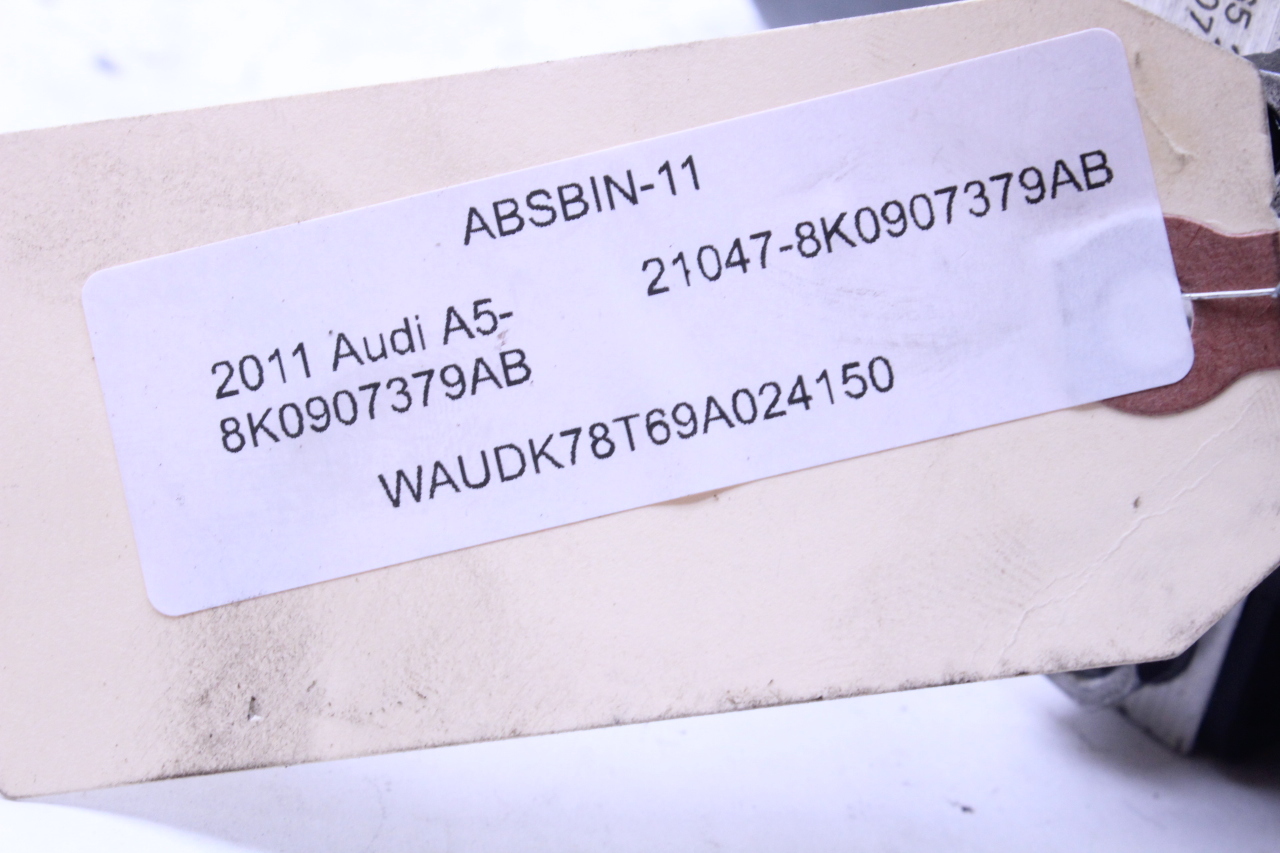 ABSBIN-11
21047-8K0907379AB
2011 Audi A5-
8K0907379AB
WAUDK78T69A024150